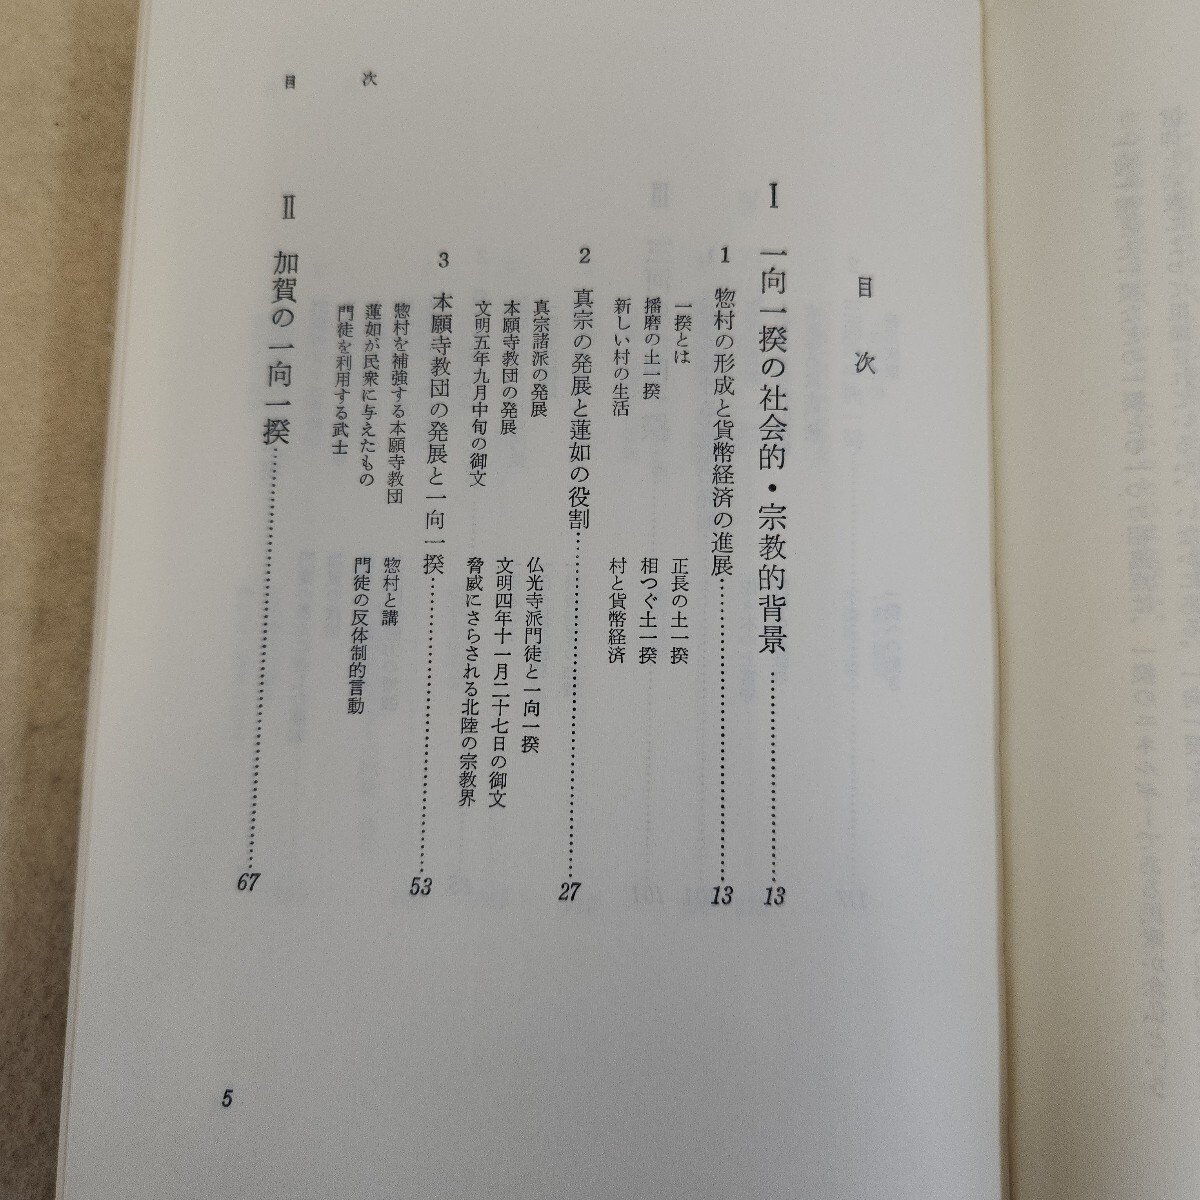 目次
Ⅰ 一向一揆の社会的・宗教的背景……13
1 惣村の形成と貨幣経済の進展……13
一揆とは
正長の土一揆
播磨の土一揆
相つぐ土一揆
新しい村の生活
村と貨幣経済
2 真宗の発展と蓮如の役割……27
真宗諸派の発展
仏光寺派門徒と一向一揆
本願寺教団の発展
文明四年十一月二十七日の御文
文明五年九月中旬の御文
脅威にさらされる北陸の宗教界
3 本願寺教団の発展と一向一揆……53
惣村を補強する本願寺教団
惣村と講
蓮如が民衆に与えたもの
門徒の反体制的言動
門徒を利用する武士
Ⅱ 加賀の一向一揆……67
目次
5